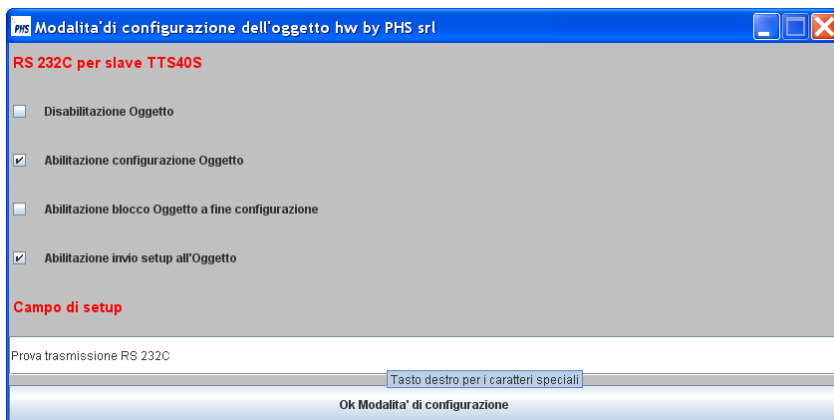 PHS Modalita'di configurazione dell'oggetto hw by PHS srl
RS 232C per slave TTS40S
Disabilitazione Oggetto
Abilitazione configurazione Oggetto
Abilitazione blocco Oggetto a fine configurazione
Abilitazione invio setup all'Oggetto
Campo di setup
Prova trasmissione RS 232C
Tasto destro per i caratteri speciali
Ok Modalita' di configurazione